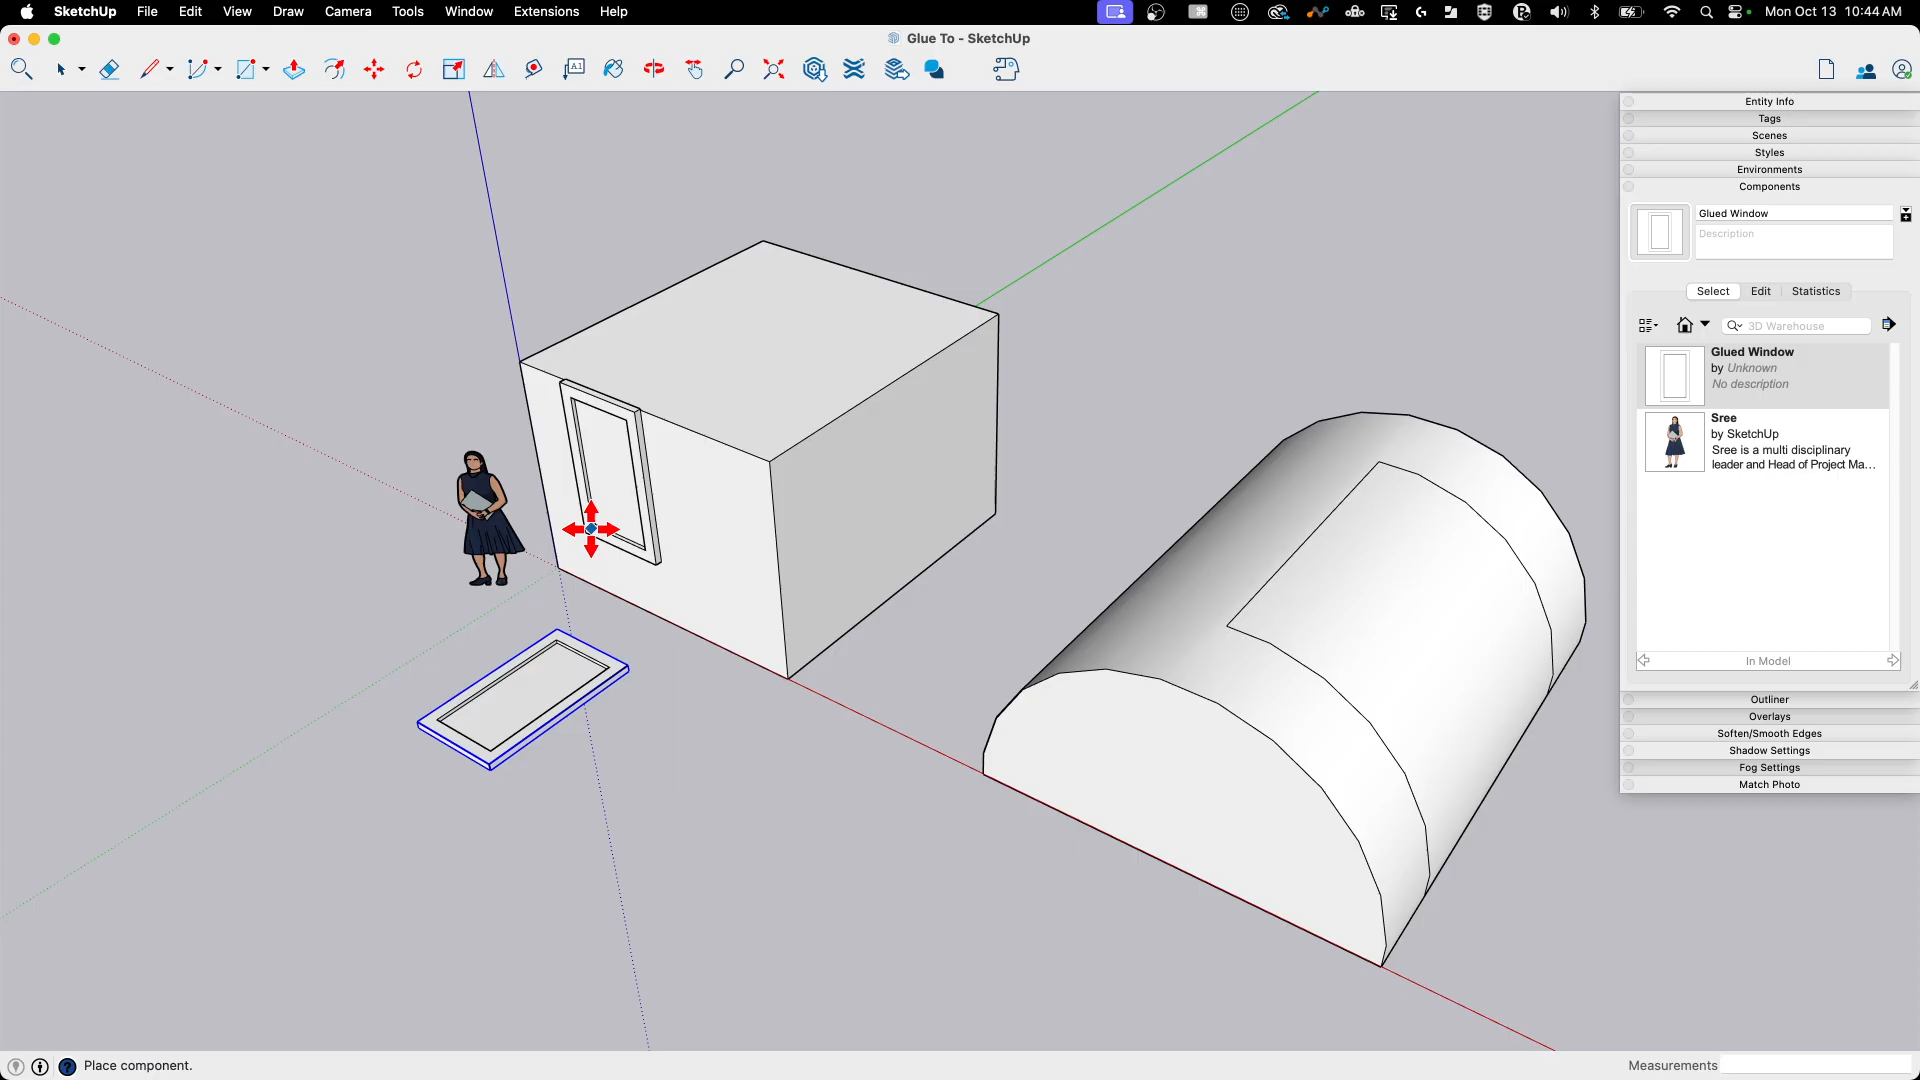 SketchUp File Edit View Draw Camera Tools Window Extensions Help Mon Oct 13 10:44 AM
Glue To - SketchUp
A1
Entity Info
Tags
Scenes
Styles
Environments
Components
Glued Window
Description
Select Edit Statistics
3D Warehouse
Glued Window
by Unknown
No description
Sree
by SketchUp
Sree is a multi disciplinary
leader and Head of Project Ma...
In Model
Outliner
Overlays
Soften/Smooth Edges
Shadow Settings
Fog Settings
Match Photo
Place component.
Measurements